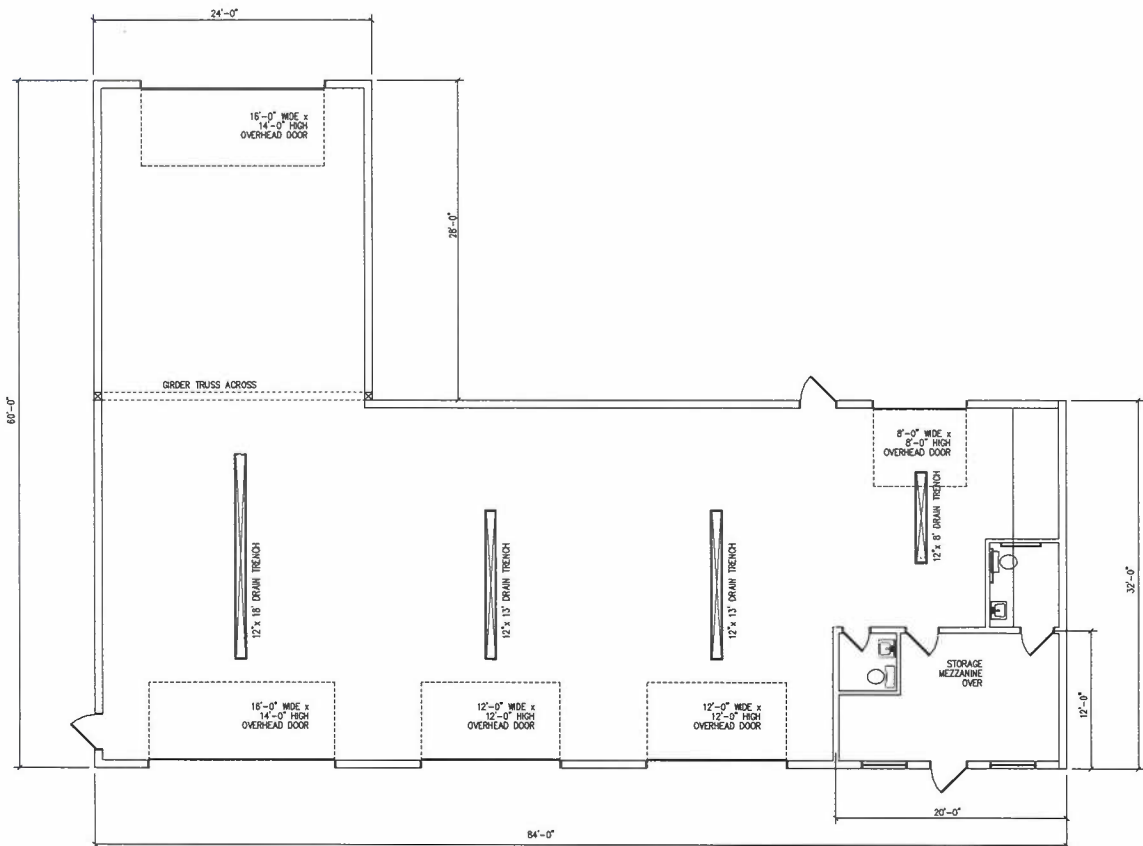 24'-0"
16'-0" WIDE x
14'-0" HIGH
OVERHEAD DOOR
28'-0"
60'-0"
GIRDER TRUSS ACROSS
8'-0" WIDE x
8'-0" HIGH
OVERHEAD DOOR
12"x 18' DRAIN TRENCH
12"x 13' DRAIN TRENCH
12"x 13' DRAIN TRENCH
12"x 8' DRAIN TRENCH
32'-0"
STORAGE
MEZZANINE
OVER
12'-0"
16'-0" WIDE x
14'-0" HIGH
OVERHEAD DOOR
12'-0" WIDE x
12'-0" HIGH
OVERHEAD DOOR
12'-0" WIDE x
12'-0" HIGH
OVERHEAD DOOR
20'-0"
84'-0"